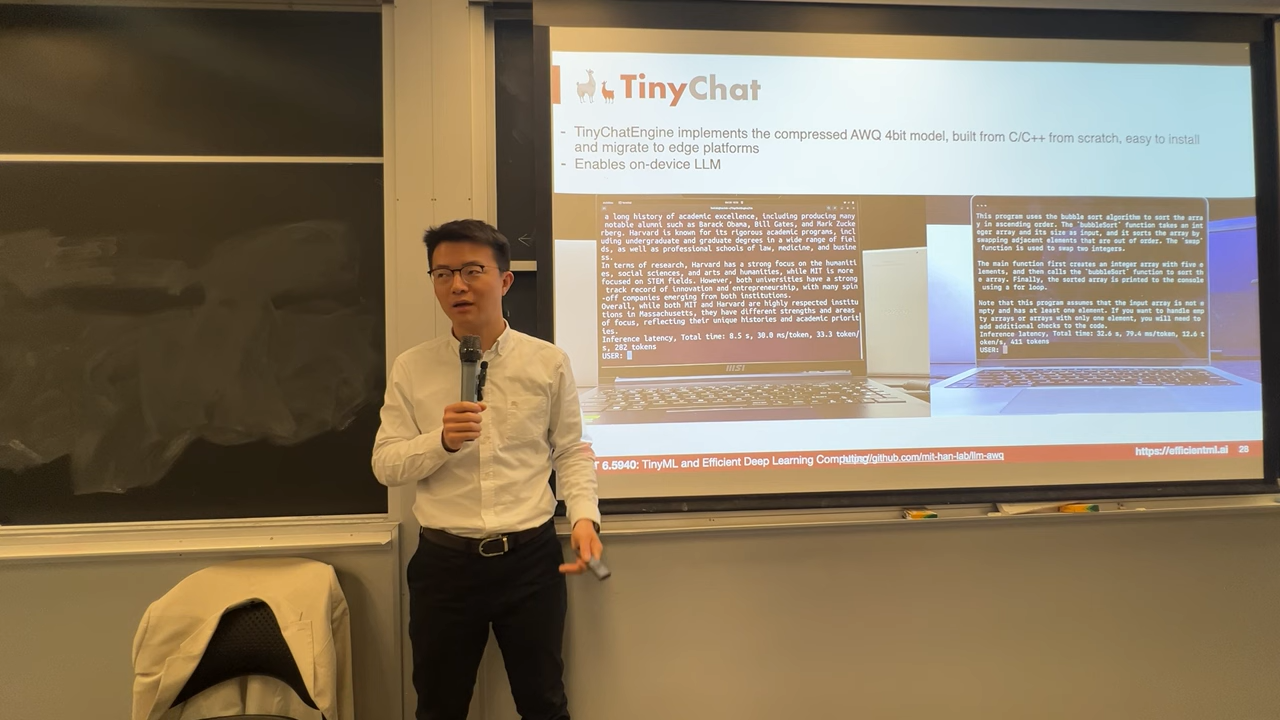 TinyChat
- TinyChatEngine implements the compressed AWQ 4bit model, built from C/C++ from scratch, easy to install
and migrate to edge platforms
- Enables on-device LLM
a long history of academic excellence, including producing many
notable alumni such as Barack Obama, Bill Gates, and Mark Zucke
rberg. Harvard is known for its rigorous academic programs, incl
uding undergraduate and graduate degrees in a wide range of fiel
ds, as well as professional schools of law, medicine, and busine
ss.
In terms of research, Harvard has a strong focus on the humaniti
es, social sciences, and arts and humanities, while MIT is more
focused on STEM fields. However, both universities have a strong
track record of innovation and entrepreneurship, with many spin
-off companies emerging from both institutions.
Overall, while both MIT and Harvard are highly respected institu
tions in Massachusetts, they have different strengths and areas
of focus, reflecting their unique histories and academic priorit
ies.
Inference latency, Total time: 8.5 s, 30.0 ms/token, 33.3 token/
s, 282 tokens
USER:
This program uses the bubble sort algorithm to sort the arra
y in ascending order. The `bubbleSort` function takes an int
eger array and its size as input, and it sorts the array by
swapping adjacent elements that are out of order. The `swap`
function is used to swap two integers.
The main function first creates an integer array with five e
lements, and then calls the `bubbleSort` function to sort th
e array. Finally, the sorted array is printed to the console
using a for loop.
Note that this program assumes that the input array is not e
mpty and has at least one element. If you want to handle emp
ty arrays or arrays with only one element, you will need to
add additional checks to the code.
Inference latency, Total time: 32.6 s, 79.4 ms/token, 12.6 t
oken/s, 411 tokens
USER:
msi
T 6.5940: TinyML and Efficient Deep Learning Computing
github.com/mit-han-lab/llm-awq
https://efficientml.ai 28